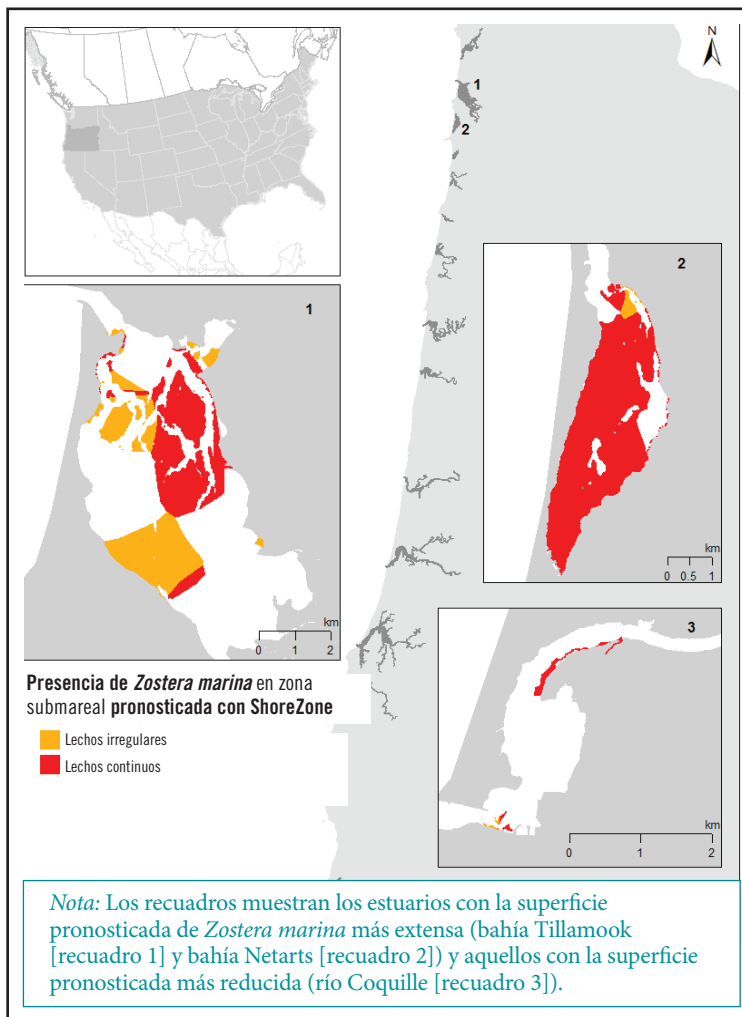 N
1
2
2
1
km
0 0.5 1
km
0 1 2
3
Presencia de Zostera marina en zona
submareal pronosticada con ShoreZone
Lechos irregulares
Lechos continuos
km
0 1 2
Nota: Los recuadros muestran los estuarios con la superficie
pronosticada de Zostera marina más extensa (bahía Tillamook
[recuadro 1] y bahía Netarts [recuadro 2]) y aquellos con la superficie
pronosticada más reducida (río Coquille [recuadro 3]).